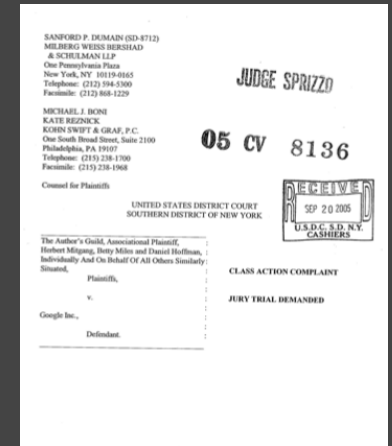 SANFORD P. DUMAIN (SD-8712)
MILBERG WEISS BERSHAD
& SCHULMAN LLP
One Pennsylvania Plaza
New York, NY 10119-0165
Telephone: (212) 594-5300
Facsimile: (212) 868-1229
JUDGE SPRIZZO
MICHAEL J. BONI
KATE REZNICK
KOHN SWIFT & GRAF, P.C.
One South Broad Street, Suite 2100
Philadelphia, PA 19107
Telephone: (215) 238-1700
Facsimile: (215) 238-1968
05 CV 8136
Counsel for Plaintiffs
RECEIVED
SEP 20 2005
U.S.D.C. S.D. N.Y.
CASHIERS
UNITED STATES DISTRICT COURT
SOUTHERN DISTRICT OF NEW YORK
The Author's Guild, Associational Plaintiff,
Herbert Mitgang, Betty Miles and Daniel Hoffman,
Individually And On Behalf Of All Others Similarly
Situated,
Plaintiffs,
v.
Google Inc.,
Defendant.
CLASS ACTION COMPLAINT
JURY TRIAL DEMANDED